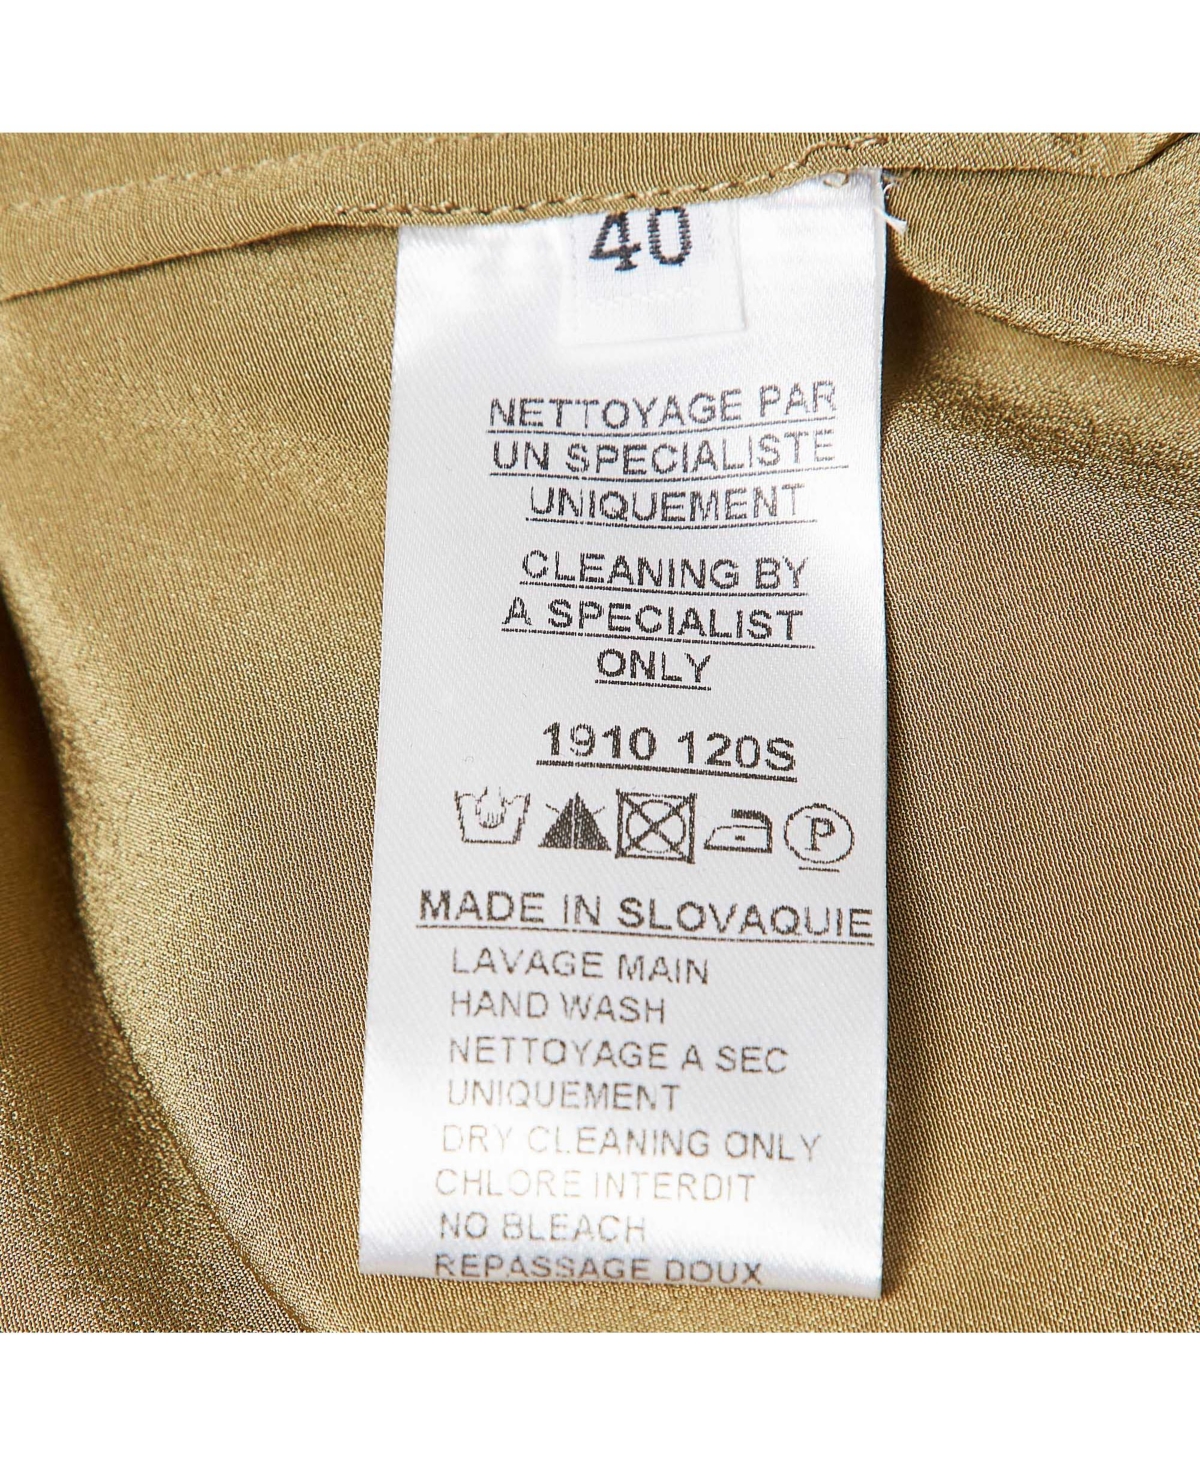 40
NETTOYAGE PAR
UN SPECIALISTE
UNIQUEMENT
CLEANING BY
A SPECIALIST
ONLY
1910 120S
P
MADE IN SLOVAQUIE
LAVAGE MAIN
HAND WASH
NETTOYAGE A SEC
UNIQUEMENT
DRY CLEANING ONLY
CHLORE INTERDIT
NO BLEACH
REPASSAGE DOUX